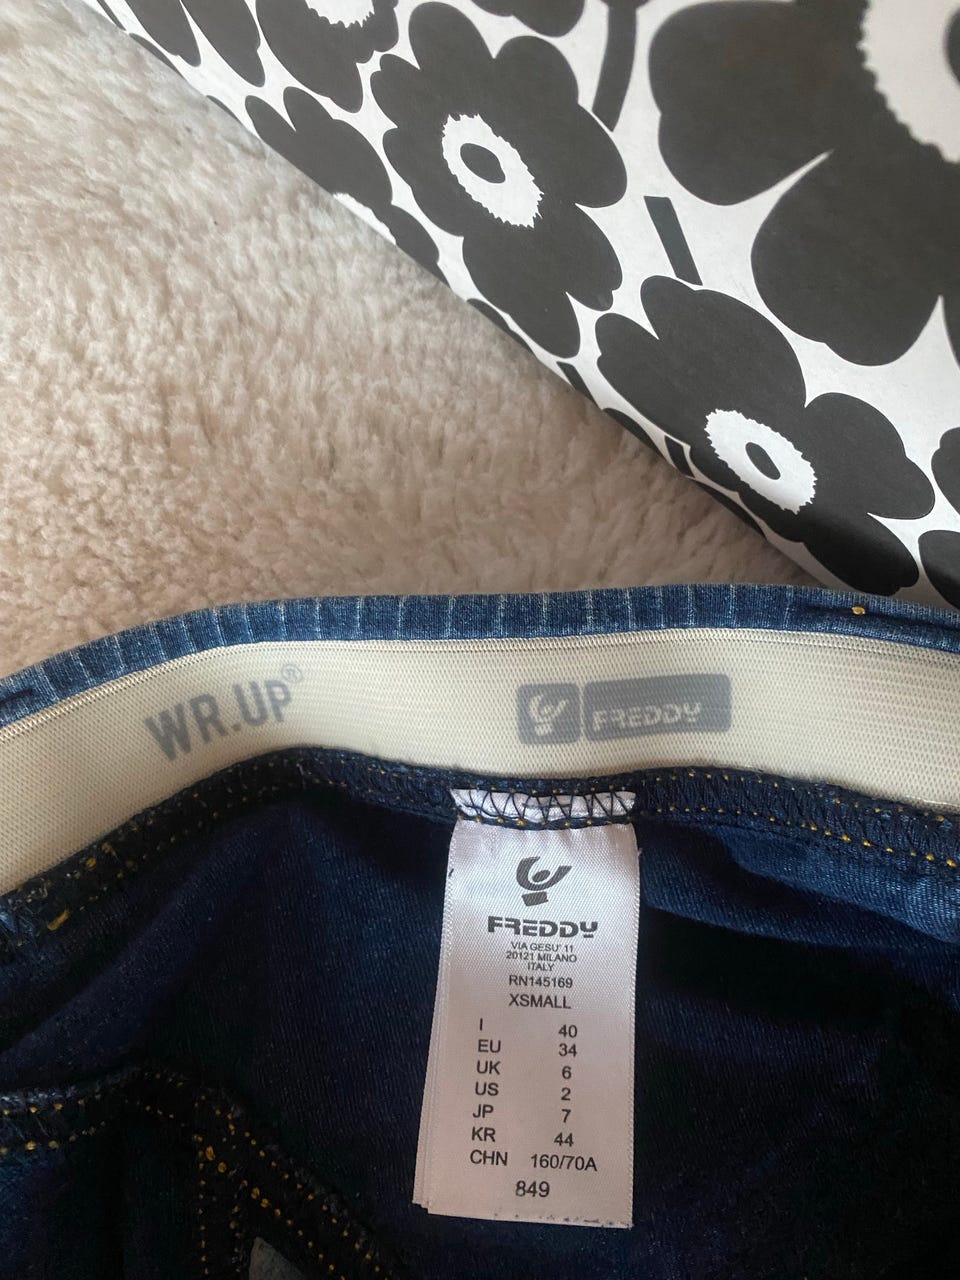 WR.UP®
FREDDY
FREDDY
VIA GESU' 11
20121 MILANO
ITALY
RN145169
XSMALL
I 40
EU 34
UK 6
US 2
JP 7
KR 44
CHN 160/70A
849